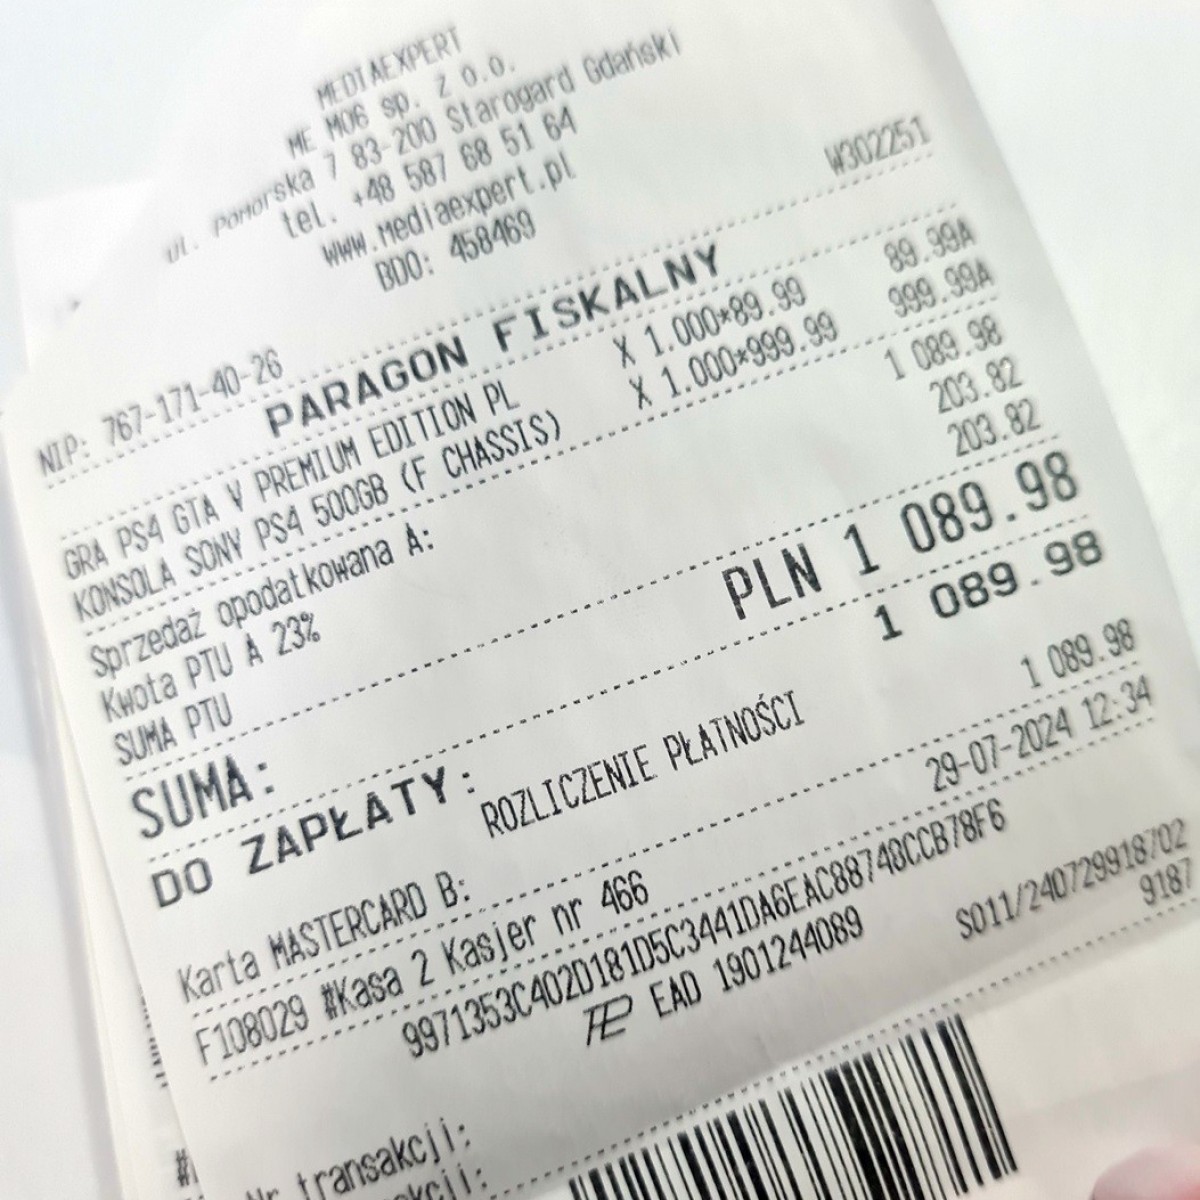 MEDIAEXPERT
ME M06 sp. Z O.O.
ul. Pomorska 7 83-200 Starogard Gdański
tel. +48 587 68 51 64
www.mediaexpert.pl
BDO: 458469
NIP: 767-171-40-26 W302251
PARAGON FISKALNY
GRA PS4 GTA V PREMIUM EDITION PL X 1.000*89.99 89.99A
KONSOLA SONY PS4 500GB (F CHASSIS) X 1.000*999.99 999.99A
Sprzedaż opodatkowana A: 1 089.98
Kwota PTU A 23% 203.82
SUMA PTU 203.82
SUMA: PLN 1 089.98
DO ZAPŁATY: 1 089.98
ROZLICZENIE PŁATNOŚCI
Karta MASTERCARD B: 1 089.98
F108029 #Kasa 2 Kasjer nr 466 29-07-2024 12:34
9971353C402D181D5C3441DA6EAC88748CCB78F6
EAD 1901244089
S011/240729918702
Nr transakcji: 9187